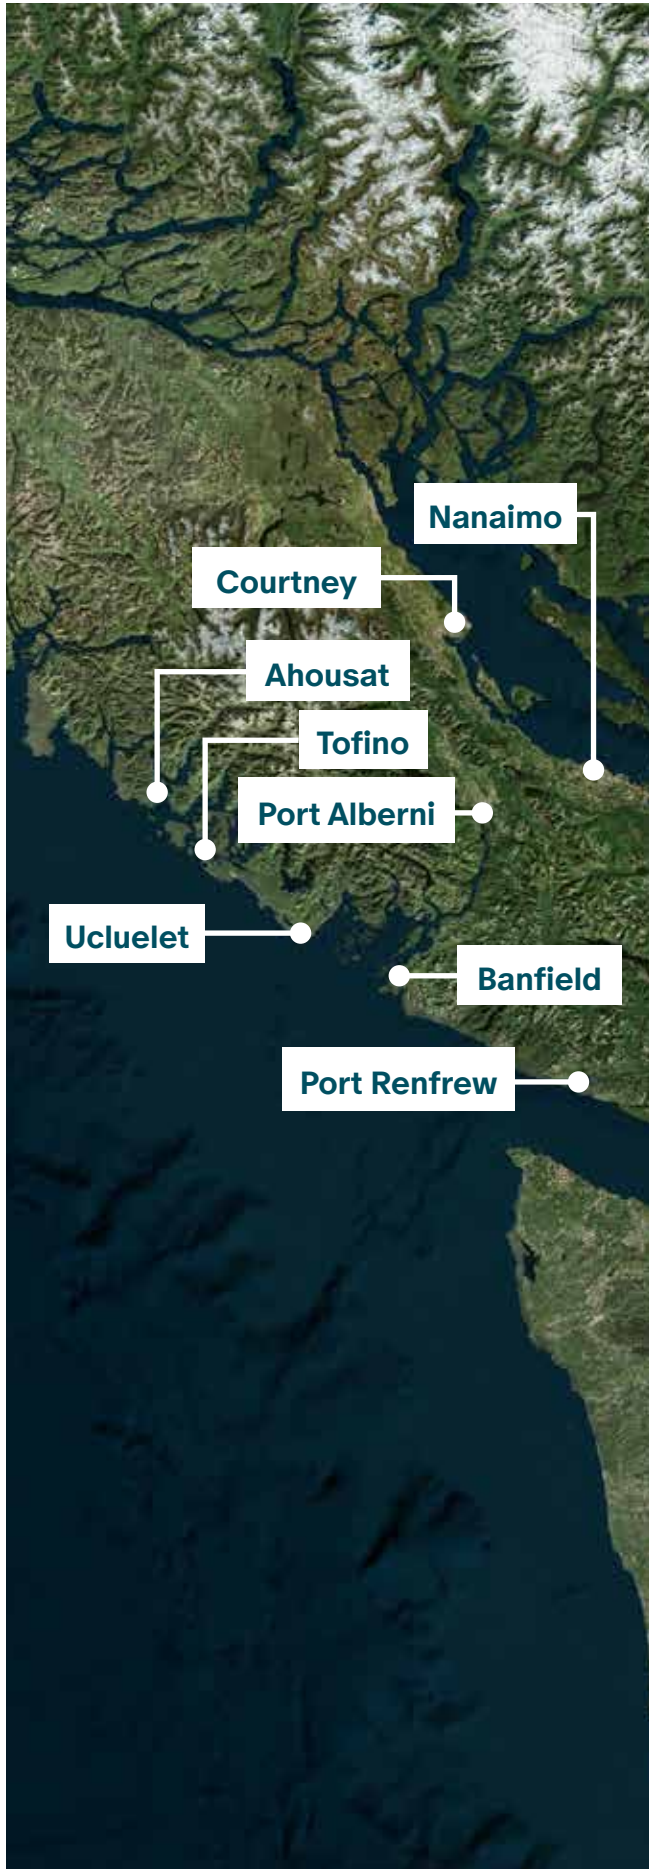 Nanaimo
Courtney
Ahousat
Tofino
Port Alberni
Ucluelet
Banfield
Port Renfrew